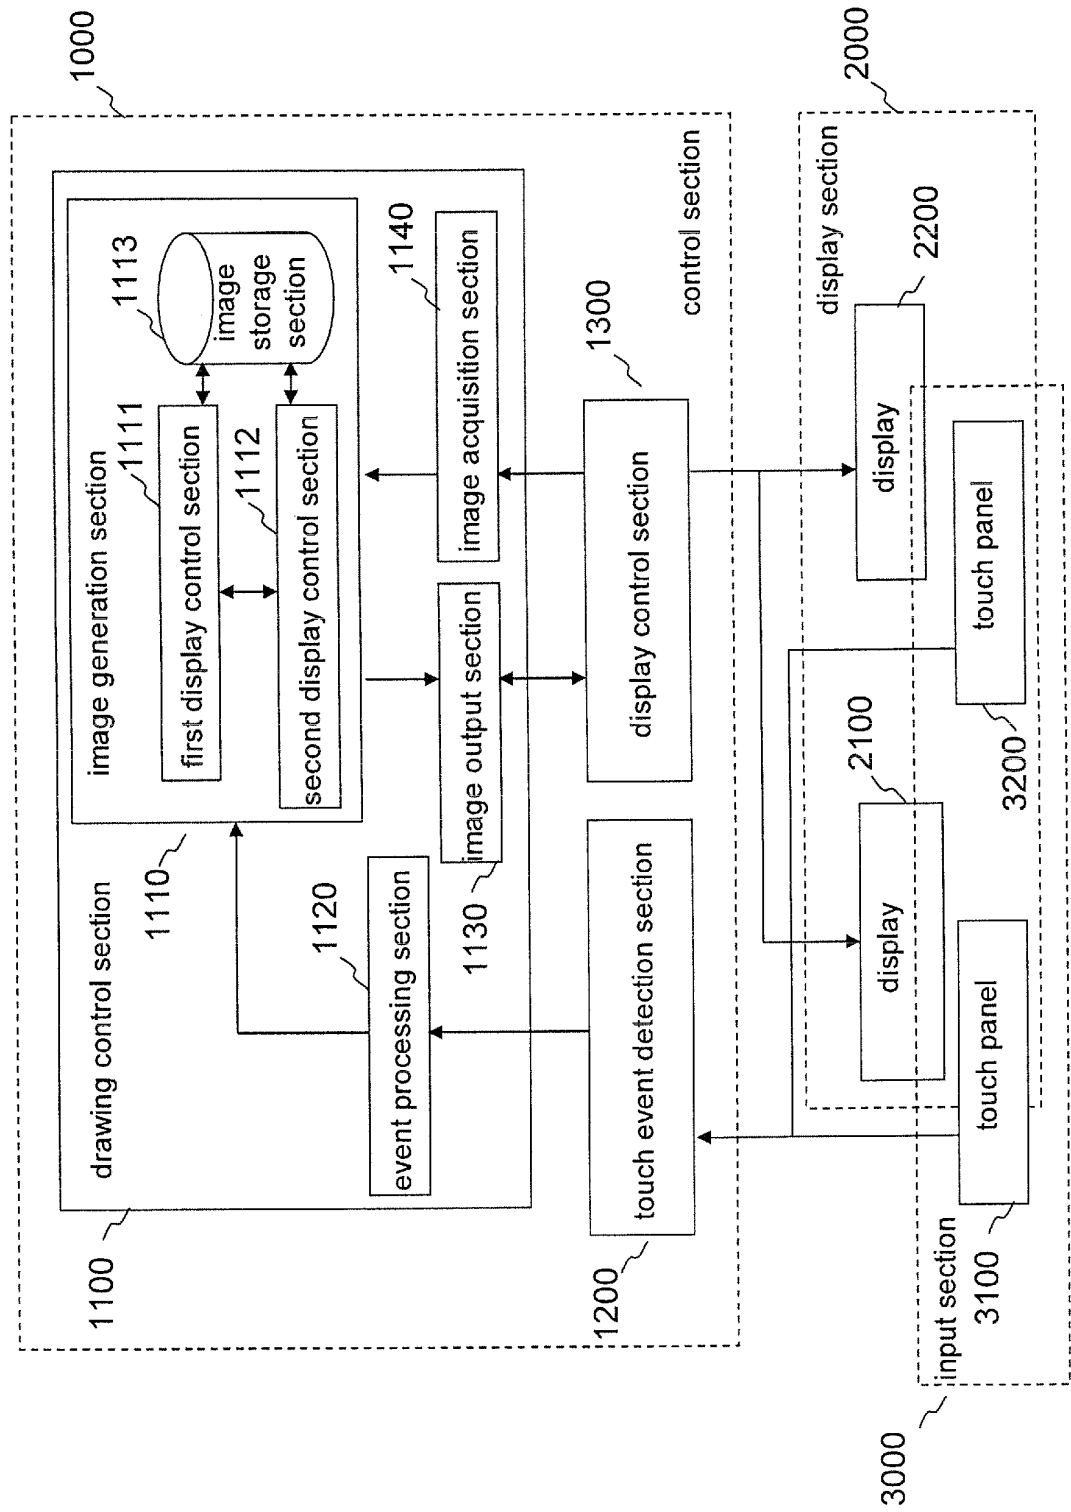 1000
1100
drawing control section
1110
image generation section
1111
first display control section
1112
second display control section
1113
image
storage
section
1120
event processing section
1130
image output section
1140
image acquisition section
1200
touch event detection section
1300
display control section
control section
2000
display section
2100
display
2200
display
3000
input section
3100
touch panel
3200
touch panel